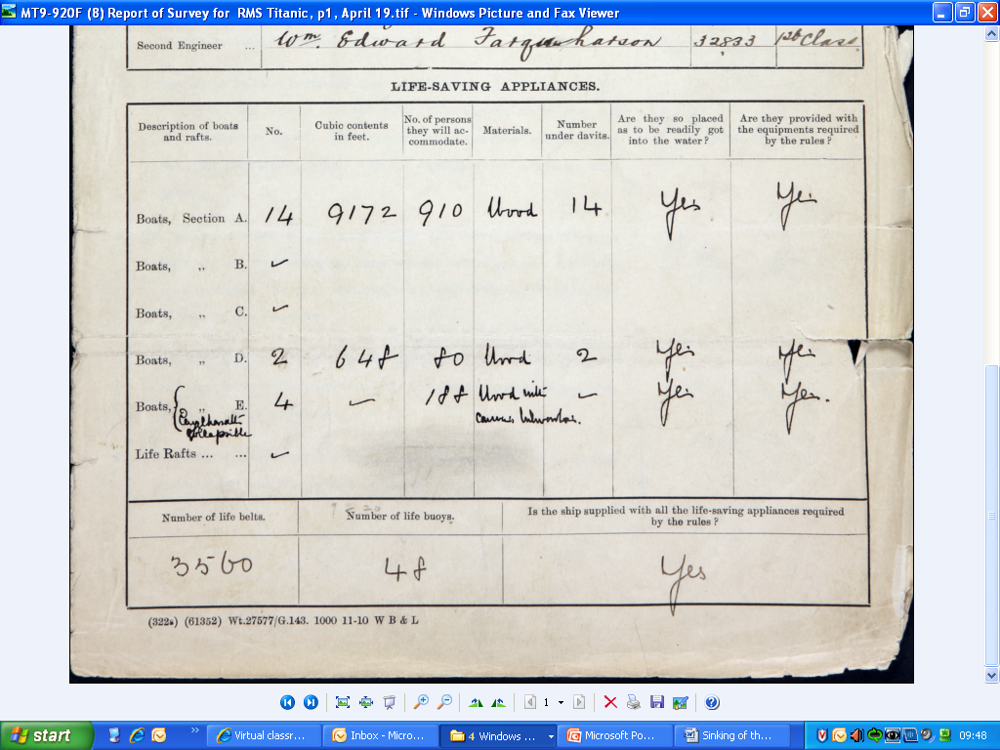 MT9-920F (8) Report of Survey for RMS Titanic, p1, April 19.tif - Windows Picture and Fax Viewer
Second Engineer ... Wm. Edward Farquharson 32833 1st Class.
LIFE-SAVING APPLIANCES.
Description of boats and rafts. No. Cubic contents in feet. No. of persons they will ac-commodate. Materials. Number under davits. Are they so placed as to be readily got into the water? Are they provided with the equipments required by the rules?
Boats, Section A. 14 9172 910 Wood 14 Yes Yes
Boats, „ B. ✓
Boats, „ C. ✓
Boats, „ D. 2 648 80 Wood 2 Yes Yes
Boats, „ E. 4 ✓ 188 Wood with ✓ Yes Yes.
Englehardt collapsible canvas bulwarks.
Life Rafts ... ... ✓
Number of life belts. Number of life buoys. Is the ship supplied with all the life-saving appliances required by the rules?
3560 48 Yes
(322a) (61352) Wt.27577/G.143. 1000 11-10 W B & L
1
start Virtual classr... Inbox - Micro... 4 Windows ... Microsoft Po... Sinking of th... 09:48